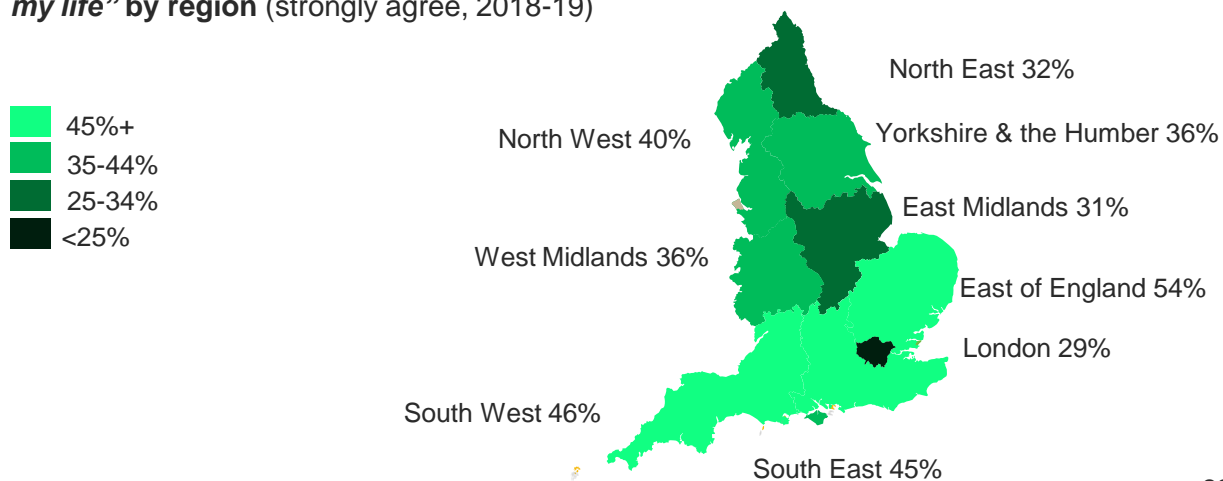 my life” by region (strongly agree, 2018-19)
North East 32%
45%+
North West 40%
Yorkshire & the Humber 36%
35-44%
25-34%
East Midlands 31%
<25%
West Midlands 36%
East of England 54%
London 29%
South West 46%
South East 45%